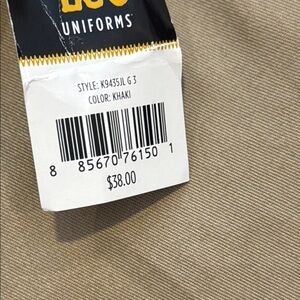 UNIFORMS
STYLE: K9435JL G 3
COLOR: KHAKI
8 85670 76150 1
$38.00